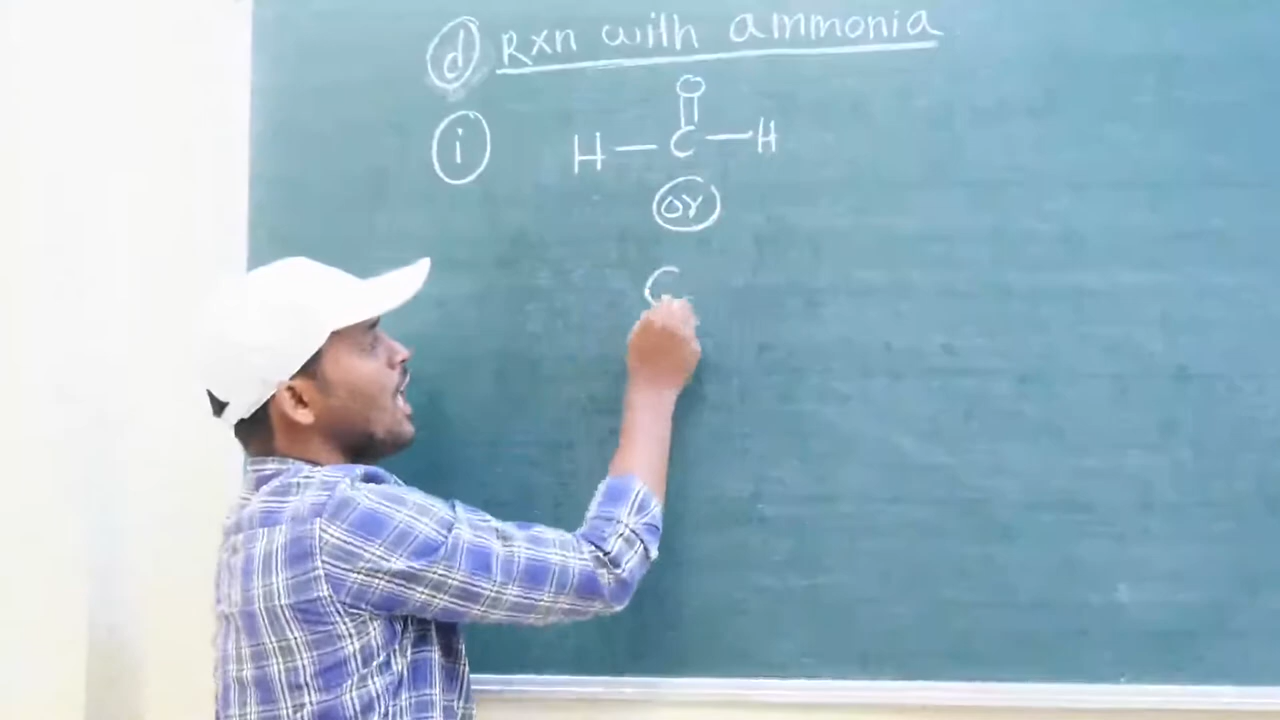 (d) Rxn with ammonia
O
(i) H — C — H
(or)
C